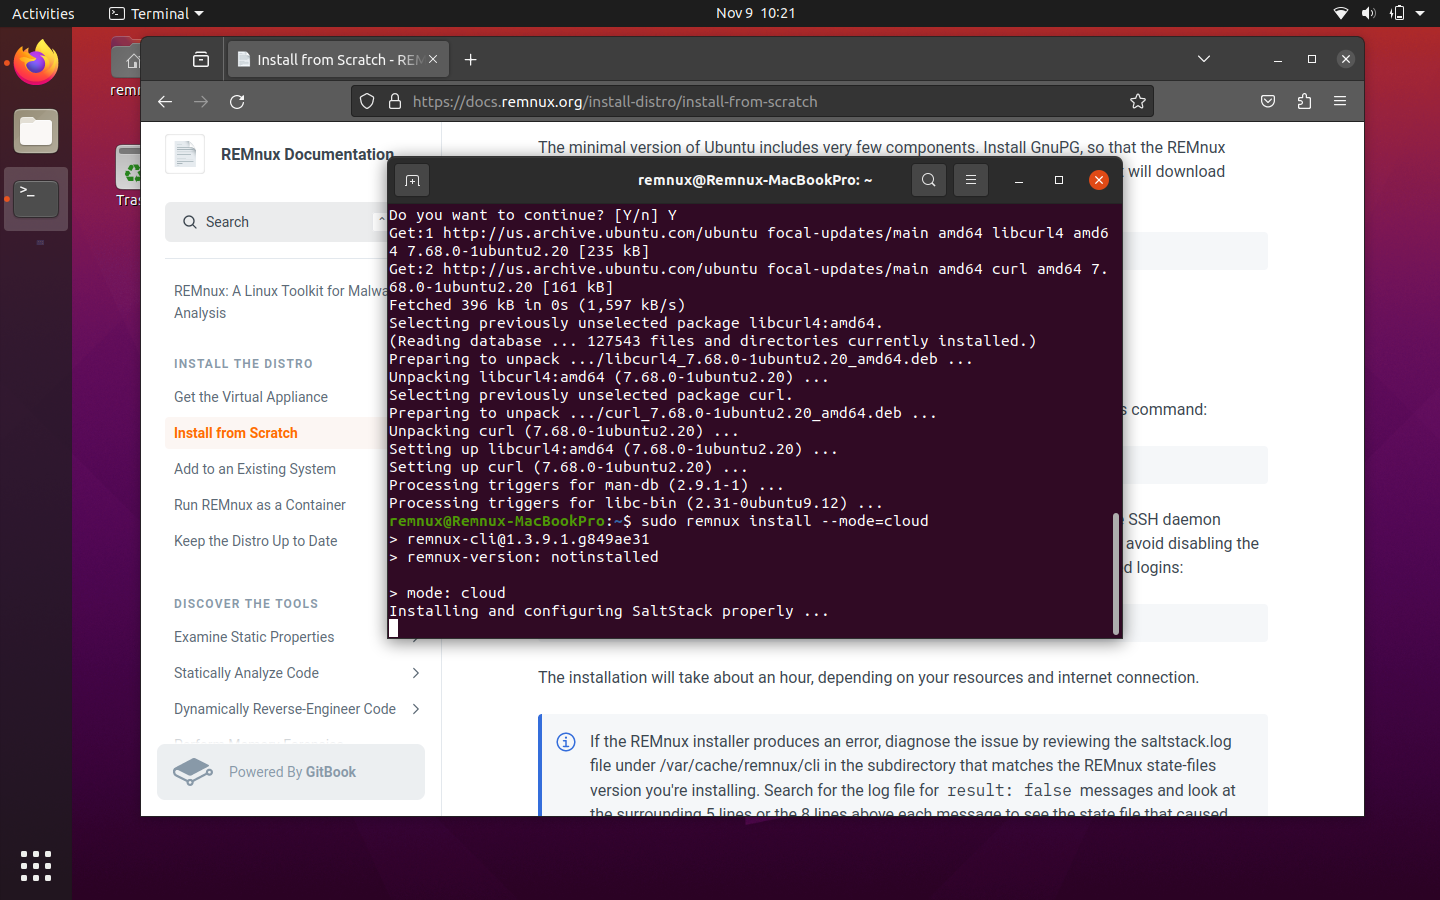 Activities
Terminal
Nov 9 10:21
Install from Scratch - REM
https://docs.remnux.org/install-distro/install-from-scratch
REMnux Documentation
Search
REMnux: A Linux Toolkit for Malwa
Analysis
INSTALL THE DISTRO
Get the Virtual Appliance
Install from Scratch
Add to an Existing System
Run REMnux as a Container
Keep the Distro Up to Date
DISCOVER THE TOOLS
Examine Static Properties
Statically Analyze Code
Dynamically Reverse-Engineer Code
Powered By GitBook
The minimal version of Ubuntu includes very few components. Install GnuPG, so that the REMnux
will download
s command:
SSH daemon
avoid disabling the
d logins:
remnux@Remnux-MacBookPro: ~
Do you want to continue? [Y/n] Y
Get:1 http://us.archive.ubuntu.com/ubuntu focal-updates/main amd64 libcurl4 amd6
4 7.68.0-1ubuntu2.20 [235 kB]
Get:2 http://us.archive.ubuntu.com/ubuntu focal-updates/main amd64 curl amd64 7.
68.0-1ubuntu2.20 [161 kB]
Fetched 396 kB in 0s (1,597 kB/s)
Selecting previously unselected package libcurl4:amd64.
(Reading database ... 127543 files and directories currently installed.)
Preparing to unpack .../libcurl4_7.68.0-1ubuntu2.20_amd64.deb ...
Unpacking libcurl4:amd64 (7.68.0-1ubuntu2.20) ...
Selecting previously unselected package curl.
Preparing to unpack .../curl_7.68.0-1ubuntu2.20_amd64.deb ...
Unpacking curl (7.68.0-1ubuntu2.20) ...
Setting up libcurl4:amd64 (7.68.0-1ubuntu2.20) ...
Setting up curl (7.68.0-1ubuntu2.20) ...
Processing triggers for man-db (2.9.1-1) ...
Processing triggers for libc-bin (2.31-0ubuntu9.12) ...
remnux@Remnux-MacBookPro:~$ sudo remnux install --mode=cloud
> remnux-cli@1.3.9.1.g849ae31
> remnux-version: notinstalled
> mode: cloud
Installing and configuring SaltStack properly ...
The installation will take about an hour, depending on your resources and internet connection.
If the REMnux installer produces an error, diagnose the issue by reviewing the saltstack.log
file under /var/cache/remnux/cli in the subdirectory that matches the REMnux state-files
version you're installing. Search for the log file for result: false messages and look at
the surrounding 5 lines or the 8 lines above each message to see the state file that caused
remn
Tras